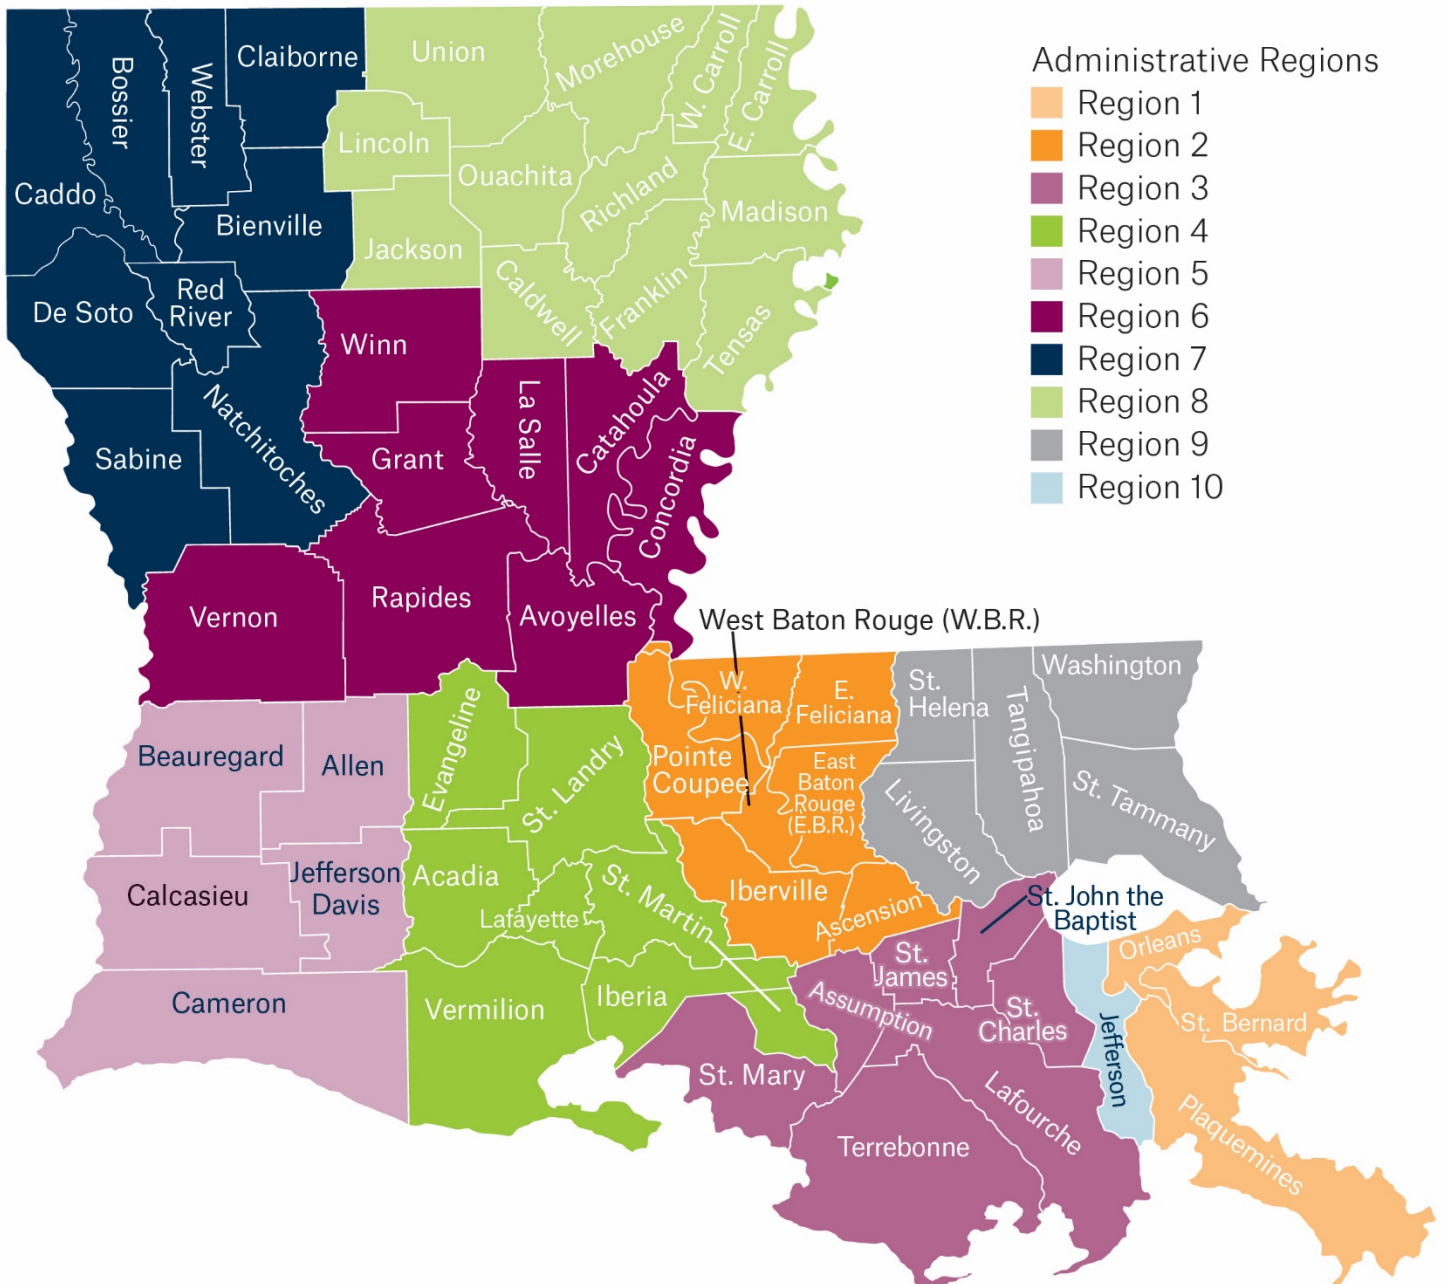 Administrative Regions
Region 1
Region 2
Region 3
Region 4
Region 5
Region 6
Region 7
Region 8
Region 9
Region 10
Caddo
Bossier
Webster
Claiborne
Union
Morehouse
W. Carroll
E. Carroll
Lincoln
Ouachita
Richland
Madison
Bienville
Jackson
De Soto
Red
River
Caldwell
Franklin
Tensas
Winn
Natchitoches
Sabine
Grant
La Salle
Catahoula
Concordia
Vernon
Rapides
Avoyelles
West Baton Rouge (W.B.R.)
W.
Feliciana
E.
Feliciana
St.
Helena
Tangipahoa
Washington
Beauregard
Allen
Evangeline
St. Landry
Pointe
Coupee
East
Baton
Rouge
(E.B.R.)
Livingston
St. Tammany
Calcasieu
Jefferson
Davis
Acadia
Lafayette
St. Martin
Iberville
Ascension
St. John the
Baptist
Cameron
Vermilion
Iberia
St.
James
Assumption
St.
Charles
Orleans
St. Bernard
Jefferson
St. Mary
Terrebonne
Lafourche
Plaquemines